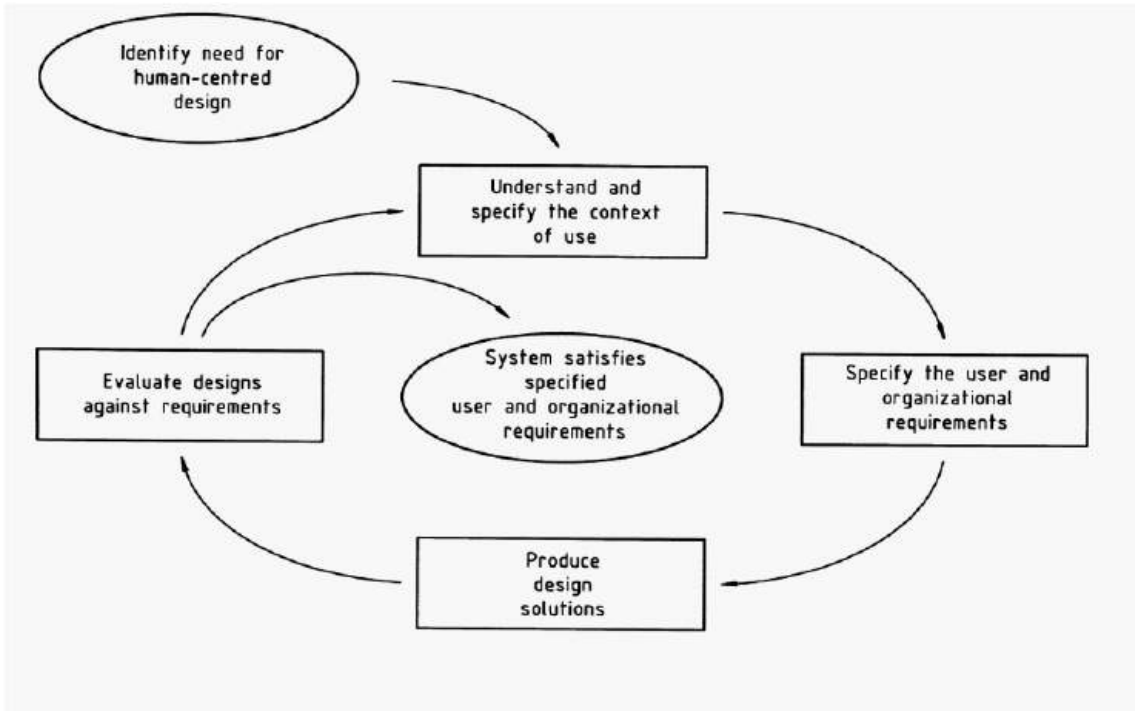 Identify need for
human-centred
design
Understand and
specify the context
of use
Evaluate designs
against requirements
System satisfies
specified
user and organizational
requirements
Specify the user and
organizational
requirements
Produce
design
solutions